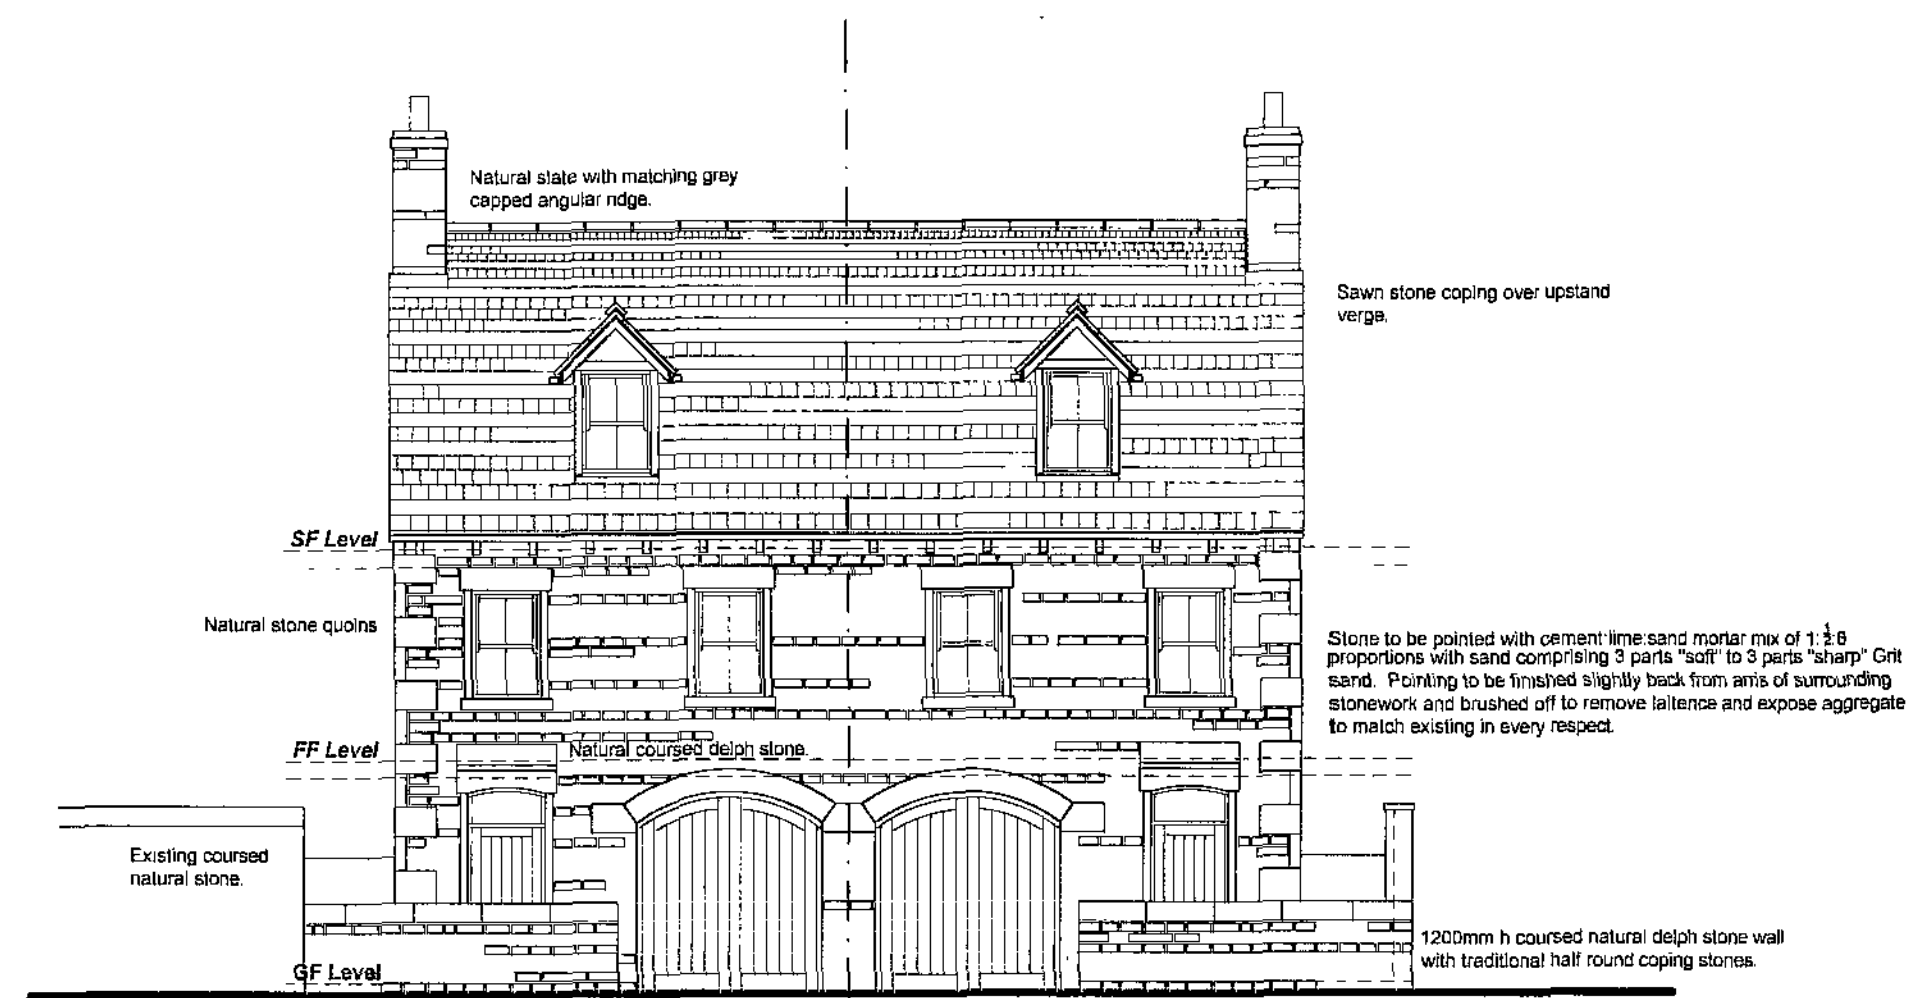 Natural slate with matching grey
capped angular ridge.
Sawn stone coping over upstand
verge.
SF Level
Natural stone quoins
Stone to be pointed with cement:lime:sand mortar mix of 1:½:6
proportions with sand comprising 3 parts "soft" to 3 parts "sharp" Grit
sand. Pointing to be finished slightly back from arris of surrounding
stonework and brushed off to remove laitence and expose aggregate
to match existing in every respect.
FF Level
Natural coursed delph stone.
Existing coursed
natural stone.
1200mm h coursed natural delph stone wall
with traditional half round coping stones.
GF Level